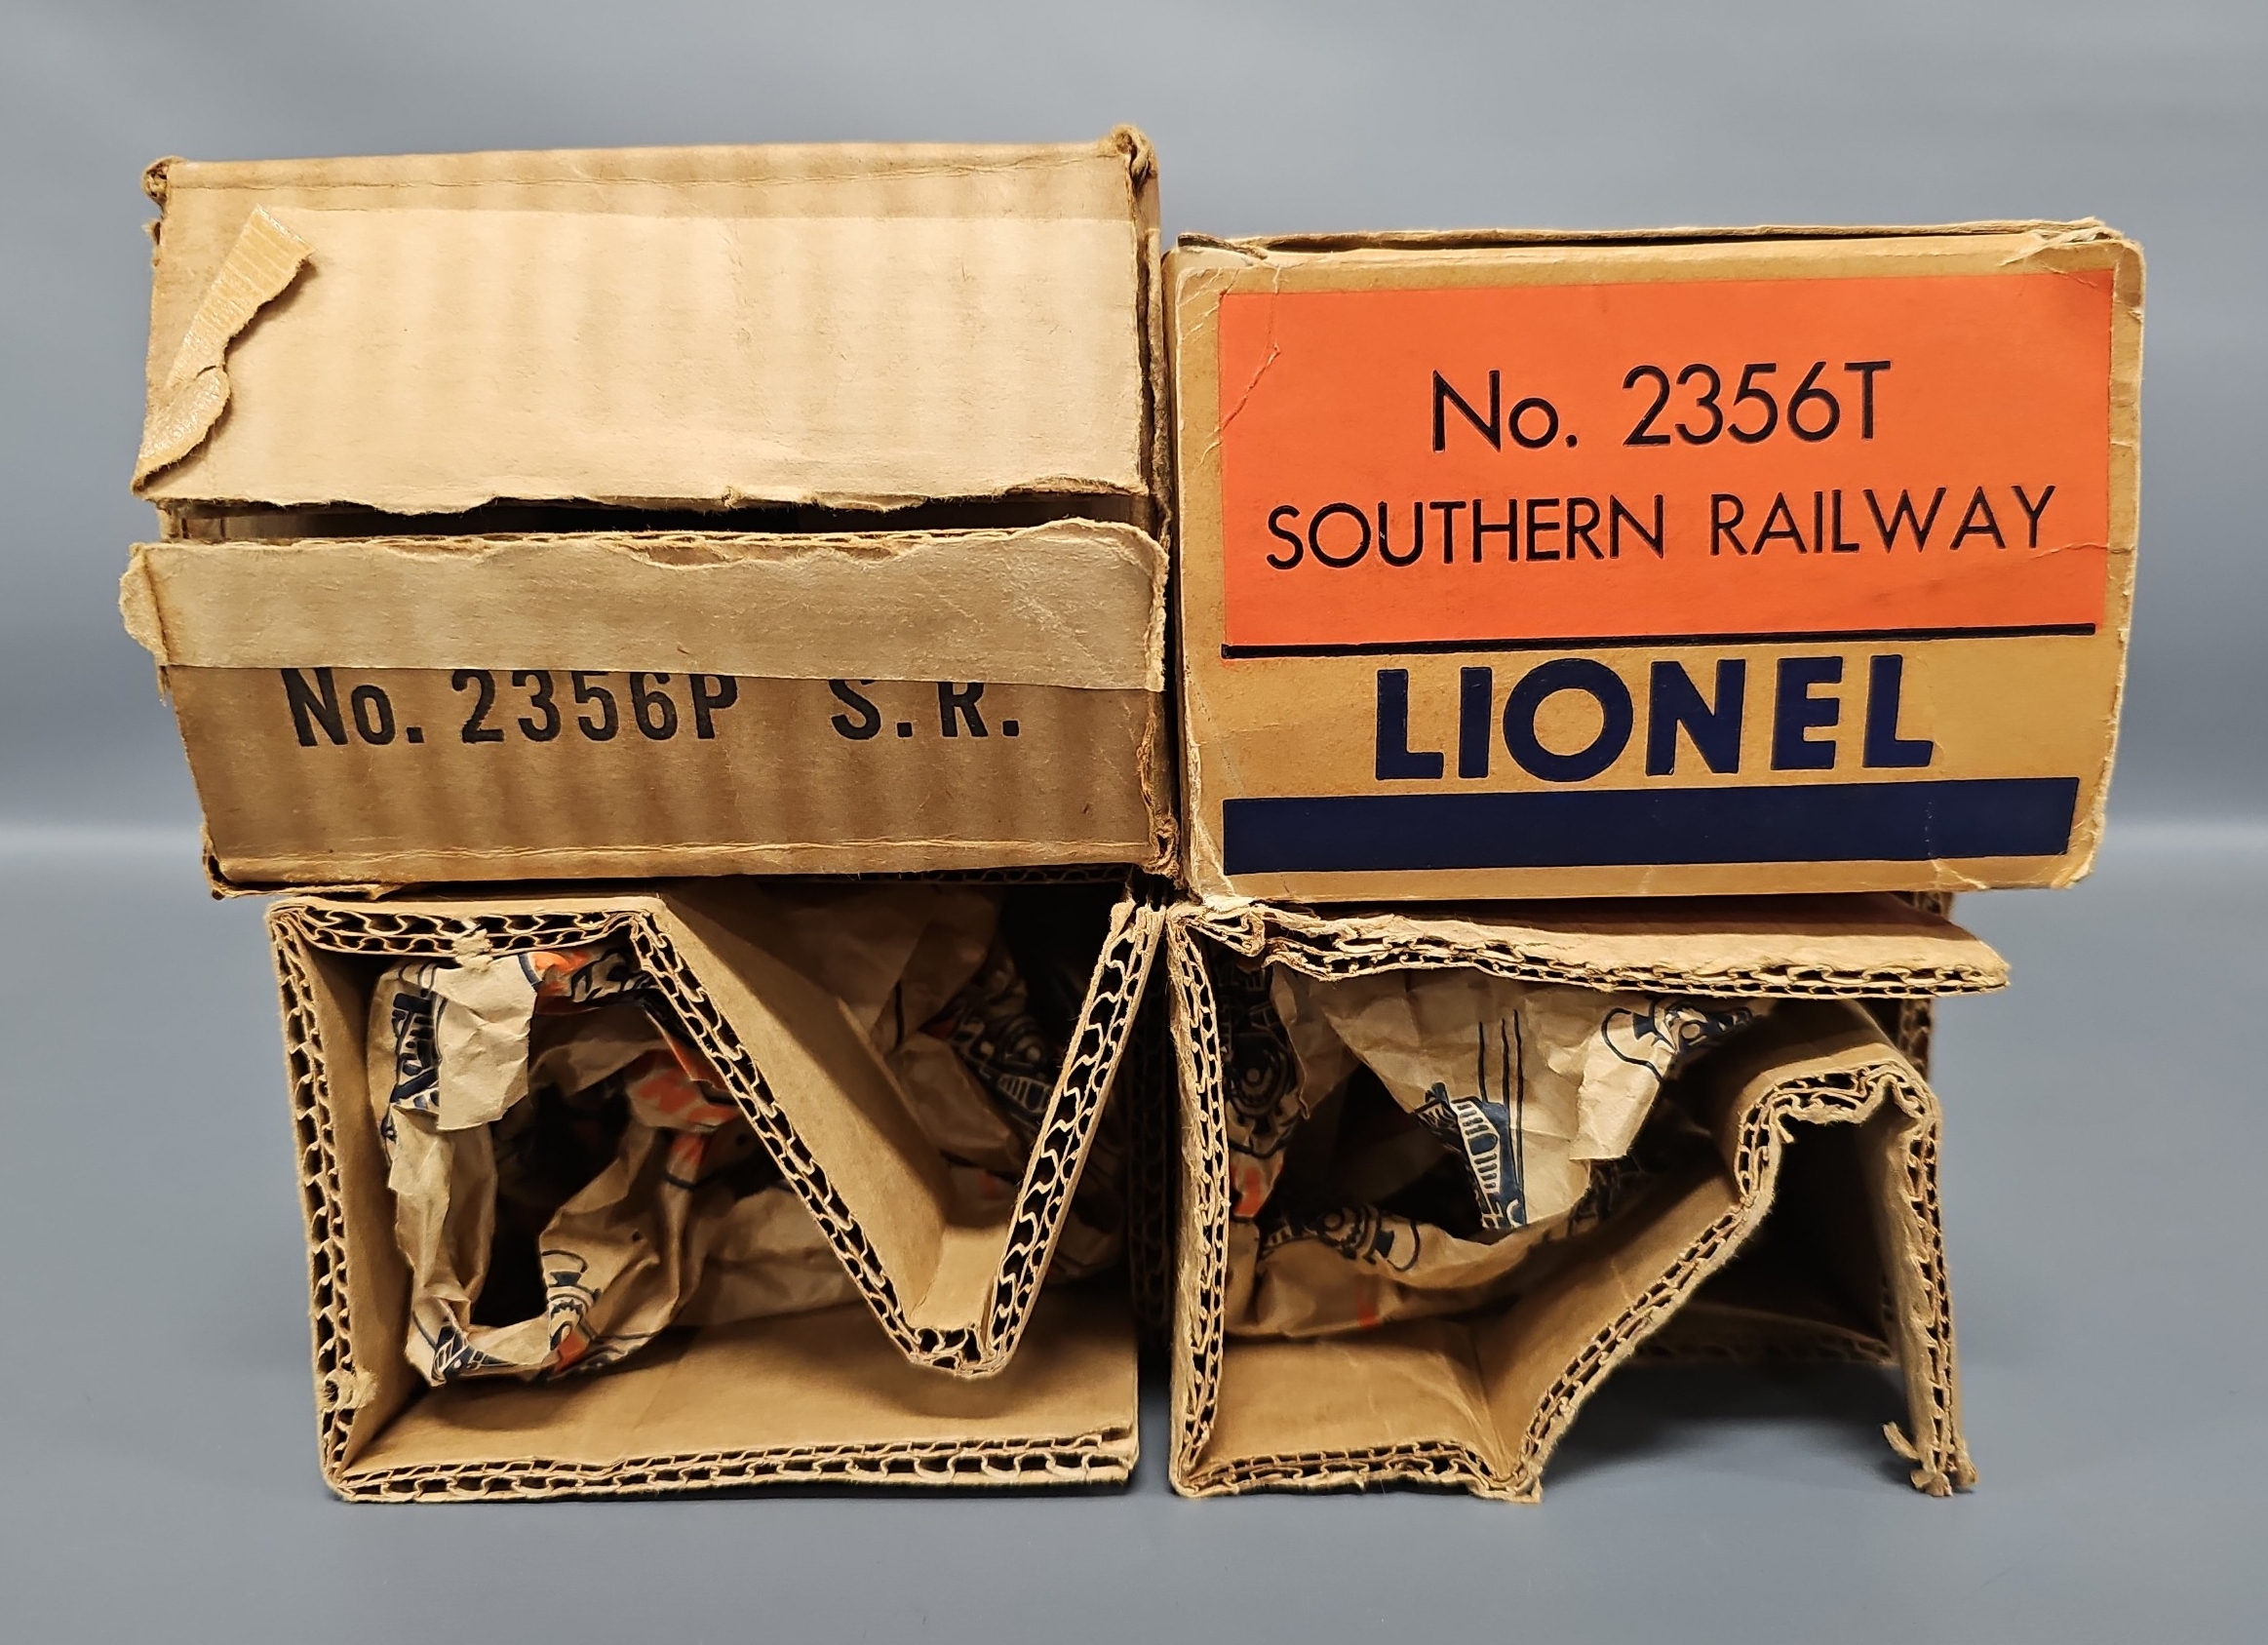 No. 2356P S. R.
No. 2356T
SOUTHERN RAILWAY
LIONEL